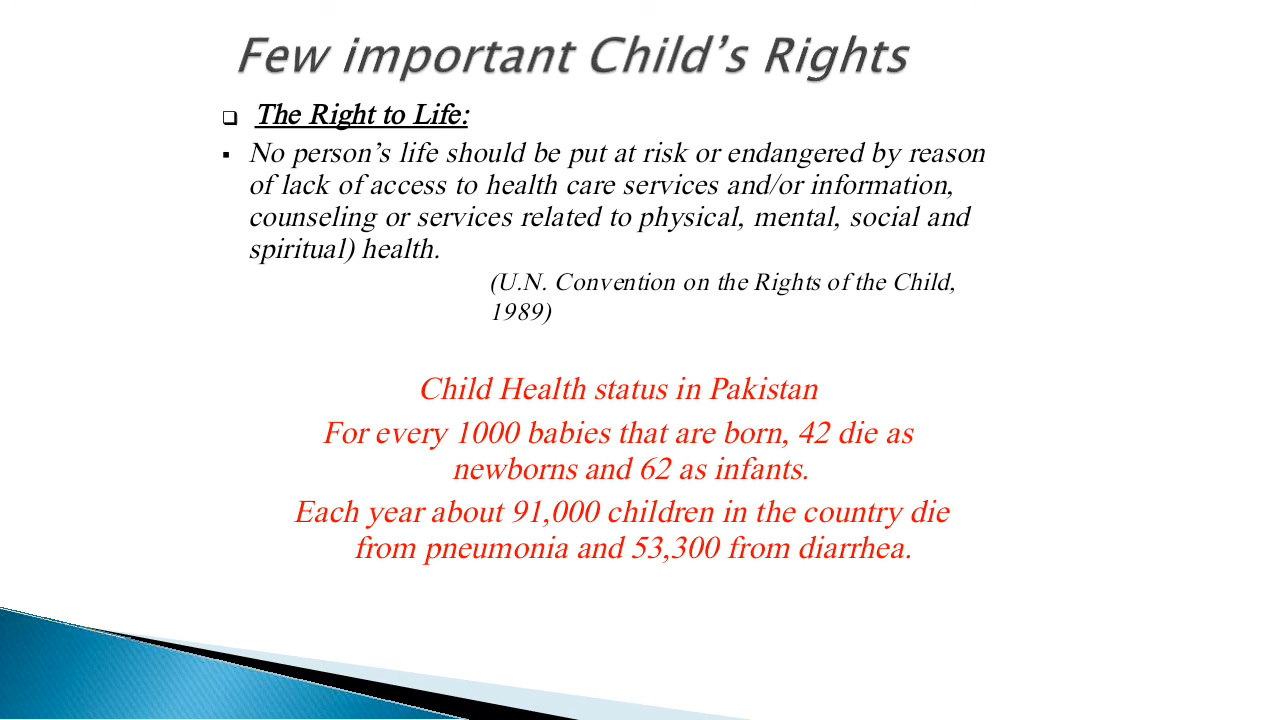 Few important Child's Rights
❑ The Right to Life:
▪ No person's life should be put at risk or endangered by reason
of lack of access to health care services and/or information,
counseling or services related to physical, mental, social and
spiritual) health.
(U.N. Convention on the Rights of the Child,
1989)
Child Health status in Pakistan
For every 1000 babies that are born, 42 die as
newborns and 62 as infants.
Each year about 91,000 children in the country die
from pneumonia and 53,300 from diarrhea.